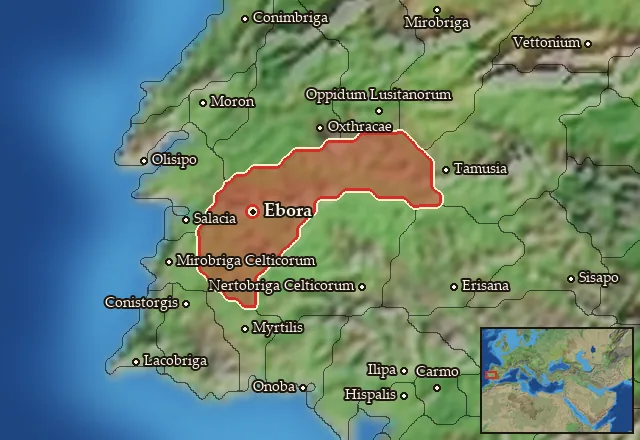 Conimbriga
Mirobriga
Vettonium
Oppidum Lusitanorum
Moron
Oxthracae
Olisipo
Tamusia
Ebora
Salacia
Mirobriga Celticorum
Sisapo
Nertobriga Celticorum
Erisana
Conistorgis
Myrtilis
Lacobriga
Ilipa
Carmo
Onoba
Hispalis